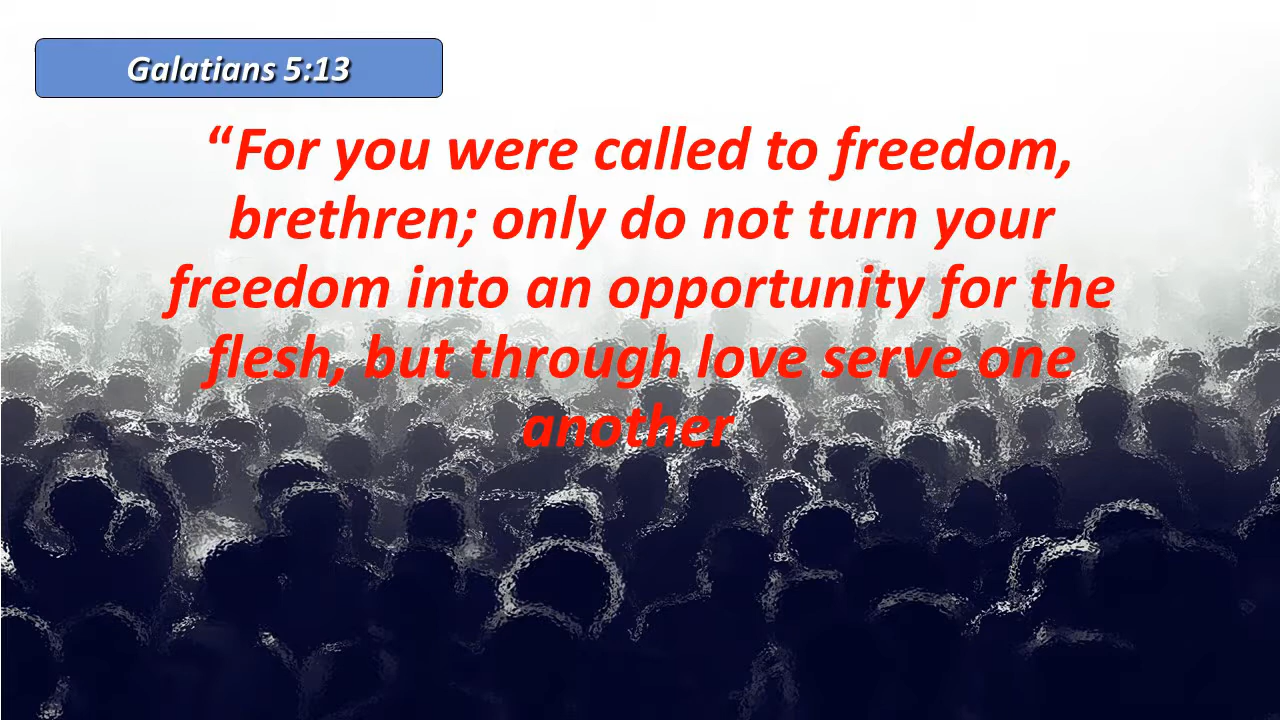 Galatians 5:13
“For you were called to freedom,
brethren; only do not turn your
freedom into an opportunity for the
flesh, but through love serve one
another